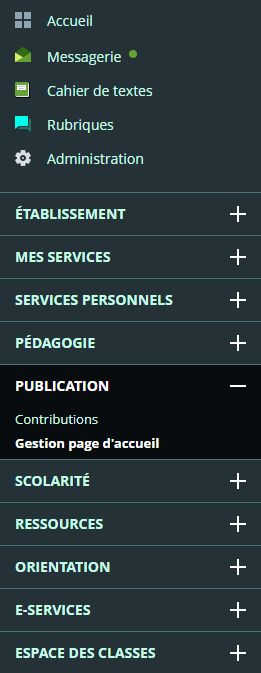 Accueil
Messagerie
Cahier de textes
Rubriques
Administration
ÉTABLISSEMENT
MES SERVICES
SERVICES PERSONNELS
PÉDAGOGIE
PUBLICATION
Contributions
Gestion page d'accueil
SCOLARITÉ
RESSOURCES
ORIENTATION
E-SERVICES
ESPACE DES CLASSES